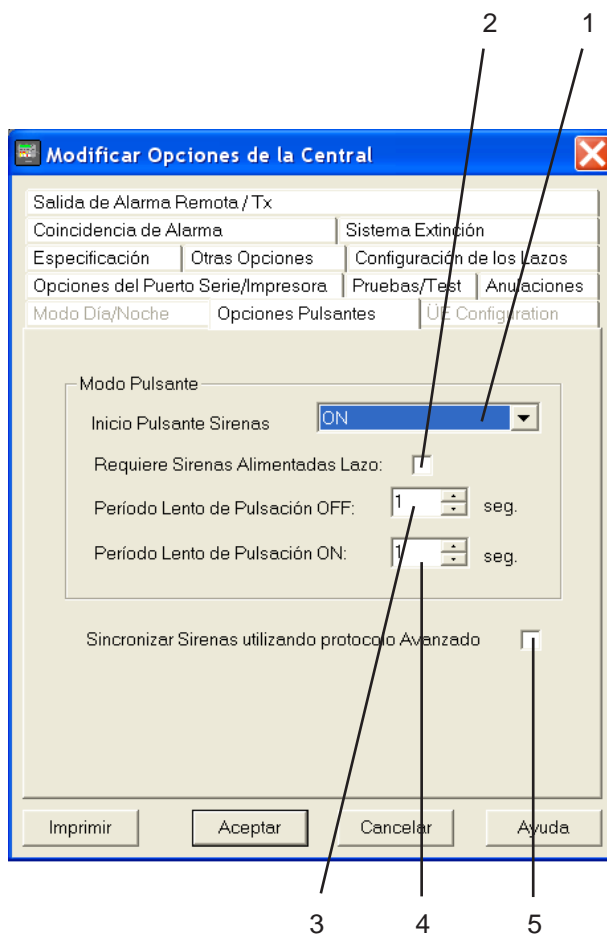 2 1
Modificar Opciones de la Central
Salida de Alarma Remota / Tx
Coincidencia de Alarma Sistema Extinción
Especificación Otras Opciones Configuración de los Lazos
Opciones del Puerto Serie/Impresora Pruebas/Test Anulaciones
Modo Día/Noche Opciones Pulsantes ÜE Configuration
Modo Pulsante
Inicio Pulsante Sirenas ON
Requiere Sirenas Alimentadas Lazo:
Período Lento de Pulsación OFF: 1 seg.
Período Lento de Pulsación ON: 1 seg.
Sincronizar Sirenas utilizando protocolo Avanzado
Imprimir Aceptar Cancelar Ayuda
3 4 5